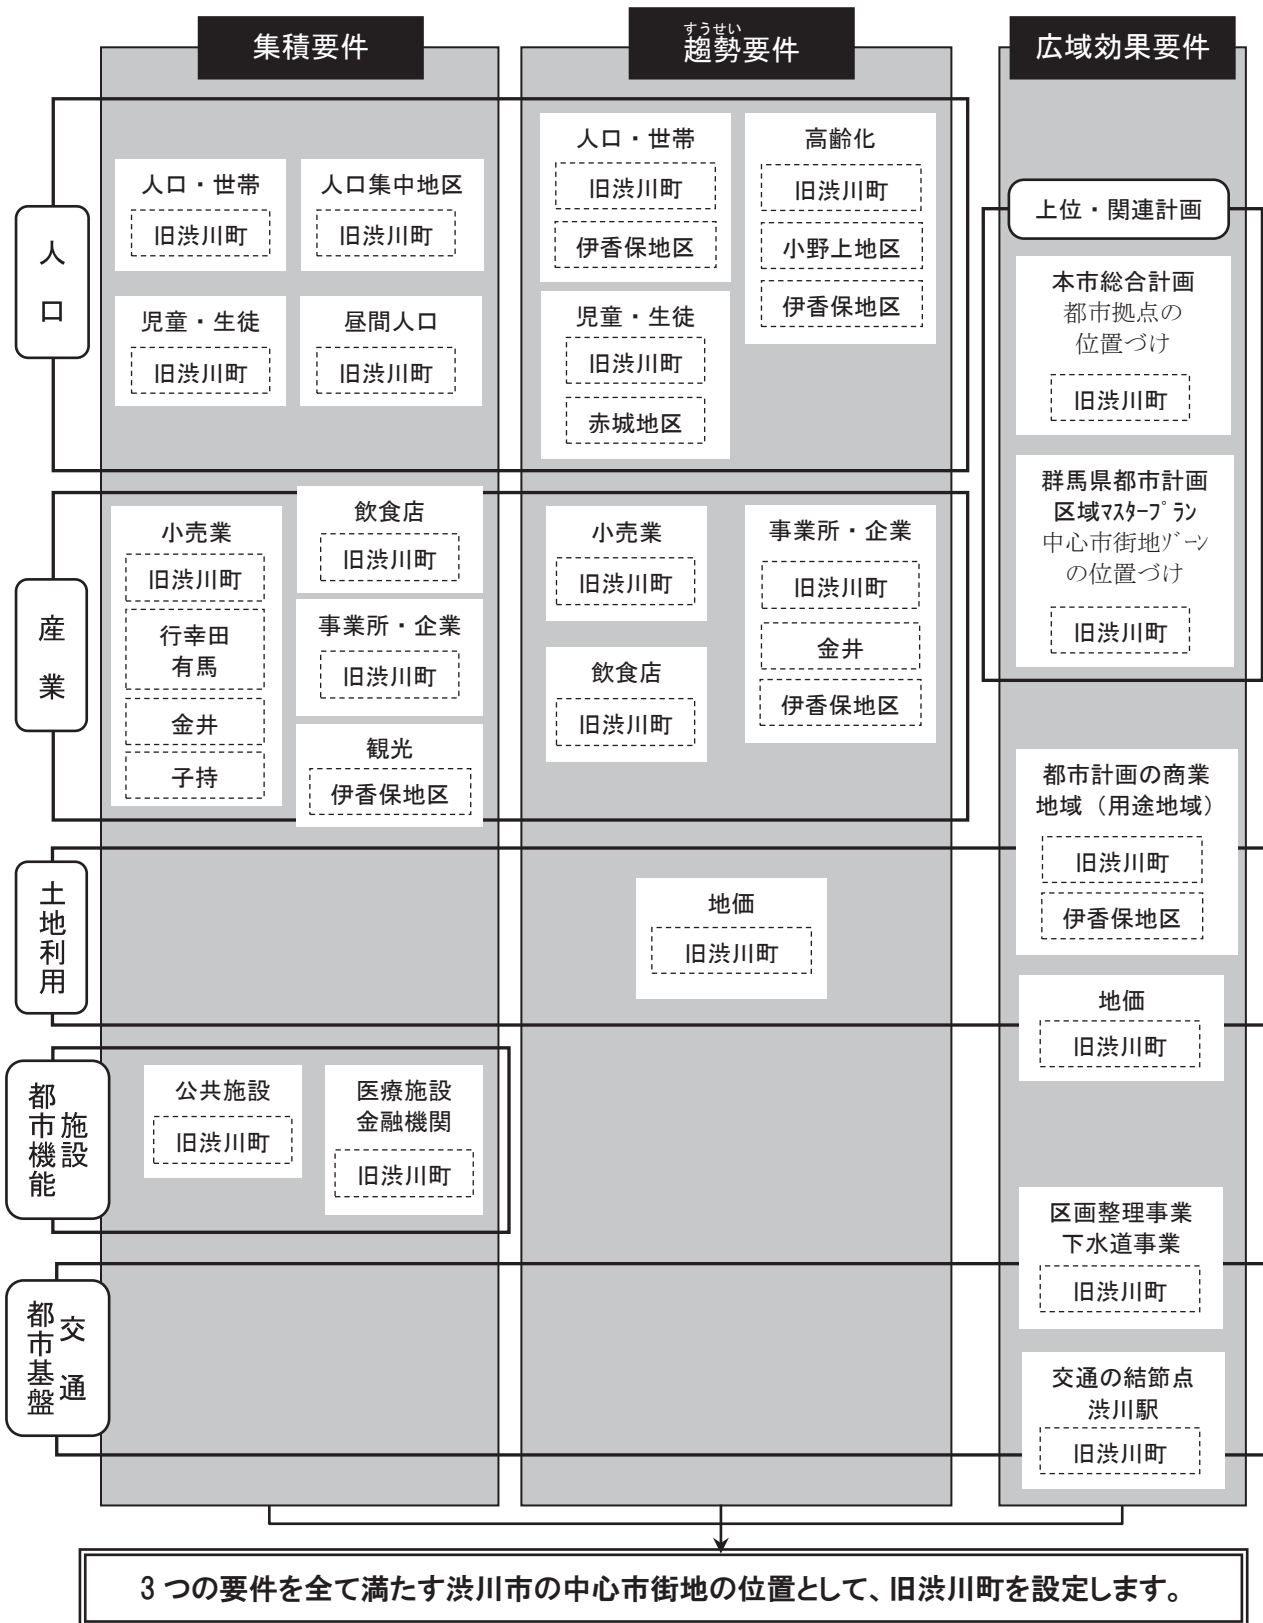 集積要件
すうせい
趨勢要件
広域効果要件
人口
人口・世帯
旧渋川町
人口集中地区
旧渋川町
児童・生徒
旧渋川町
昼間人口
旧渋川町
人口・世帯
旧渋川町
伊香保地区
高齢化
旧渋川町
小野上地区
伊香保地区
児童・生徒
旧渋川町
赤城地区
上位・関連計画
本市総合計画
都市拠点の
位置づけ
旧渋川町
群馬県都市計画
区域ﾏｽﾀｰﾌﾟﾗﾝ
中心市街地ｿﾞｰﾝ
の位置づけ
旧渋川町
産業
小売業
旧渋川町
行幸田
有馬
金井
子持
飲食店
旧渋川町
事業所・企業
旧渋川町
観光
伊香保地区
小売業
旧渋川町
飲食店
旧渋川町
事業所・企業
旧渋川町
金井
伊香保地区
土地利用
地価
旧渋川町
都市計画の商業
地域（用途地域）
旧渋川町
伊香保地区
地価
旧渋川町
施設
都市機能
公共施設
旧渋川町
医療施設
金融機関
旧渋川町
交通
都市基盤
区画整理事業
下水道事業
旧渋川町
交通の結節点
渋川駅
旧渋川町
3つの要件を全て満たす渋川市の中心市街地の位置として、旧渋川町を設定します。